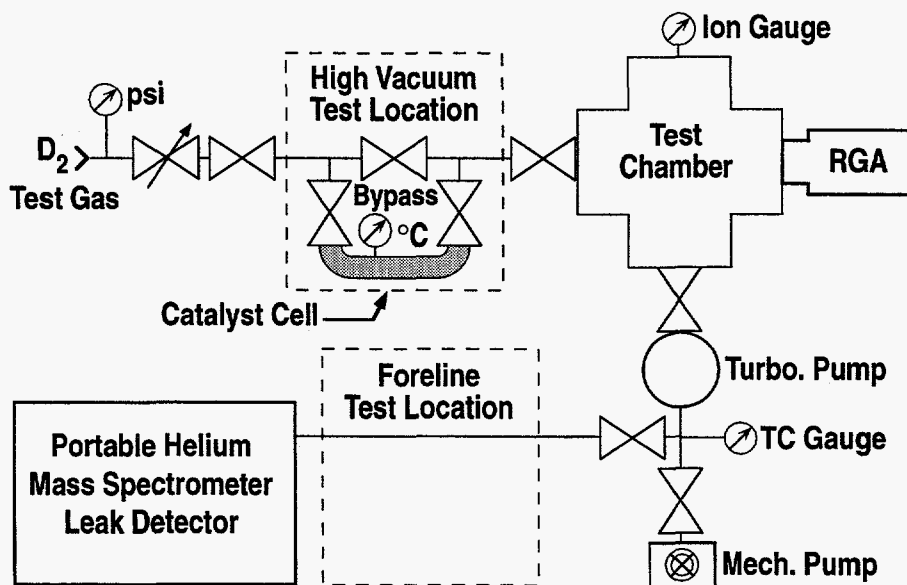 Ion Gauge
psi
High Vacuum
Test Location
D2
Test Gas
Bypass
°C
Test
Chamber
RGA
Catalyst Cell
Turbo. Pump
Foreline
Test Location
TC Gauge
Portable Helium
Mass Spectrometer
Leak Detector
Mech. Pump